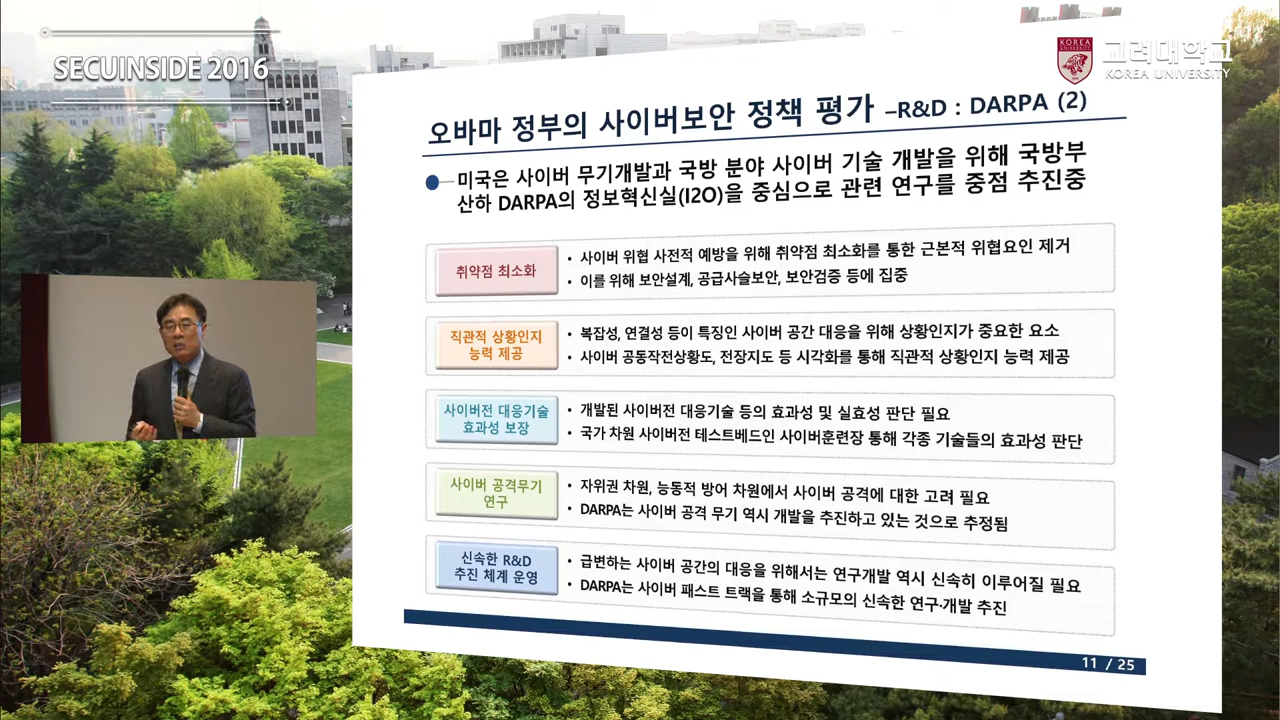 SECUINSIDE 2016
KOREA UNIVERSITY
고려대학교
KOREA UNIVERSITY
오바마 정부의 사이버보안 정책 평가 –R&D : DARPA (2)
미국은 사이버 무기개발과 국방 분야 사이버 기술 개발을 위해 국방부
산하 DARPA의 정보혁신실(I2O)을 중심으로 관련 연구를 중점 추진중
취약점 최소화
• 사이버 위협 사전적 예방을 위해 취약점 최소화를 통한 근본적 위협요인 제거
• 이를 위해 보안설계, 공급사슬보안, 보안검증 등에 집중
직관적 상황인지
능력 제공
• 복잡성, 연결성 등이 특징인 사이버 공간 대응을 위해 상황인지가 중요한 요소
• 사이버 공동작전상황도, 전장지도 등 시각화를 통해 직관적 상황인지 능력 제공
사이버전 대응기술
효과성 보장
• 개발된 사이버전 대응기술 등의 효과성 및 실효성 판단 필요
• 국가 차원 사이버전 테스트베드인 사이버훈련장 통해 각종 기술들의 효과성 판단
사이버 공격무기
연구
• 자위권 차원, 능통적 방어 차원에서 사이버 공격에 대한 고려 필요
• DARPA는 사이버 공격 무기 역시 개발을 추진하고 있는 것으로 추정됨
신속한 R&D
추진 체계 운영
• 급변하는 사이버 공간의 대응을 위해서는 연구개발 역시 신속히 이루어질 필요
• DARPA는 사이버 패스트 트랙을 통해 소규모의 신속한 연구·개발 추진
11 / 25